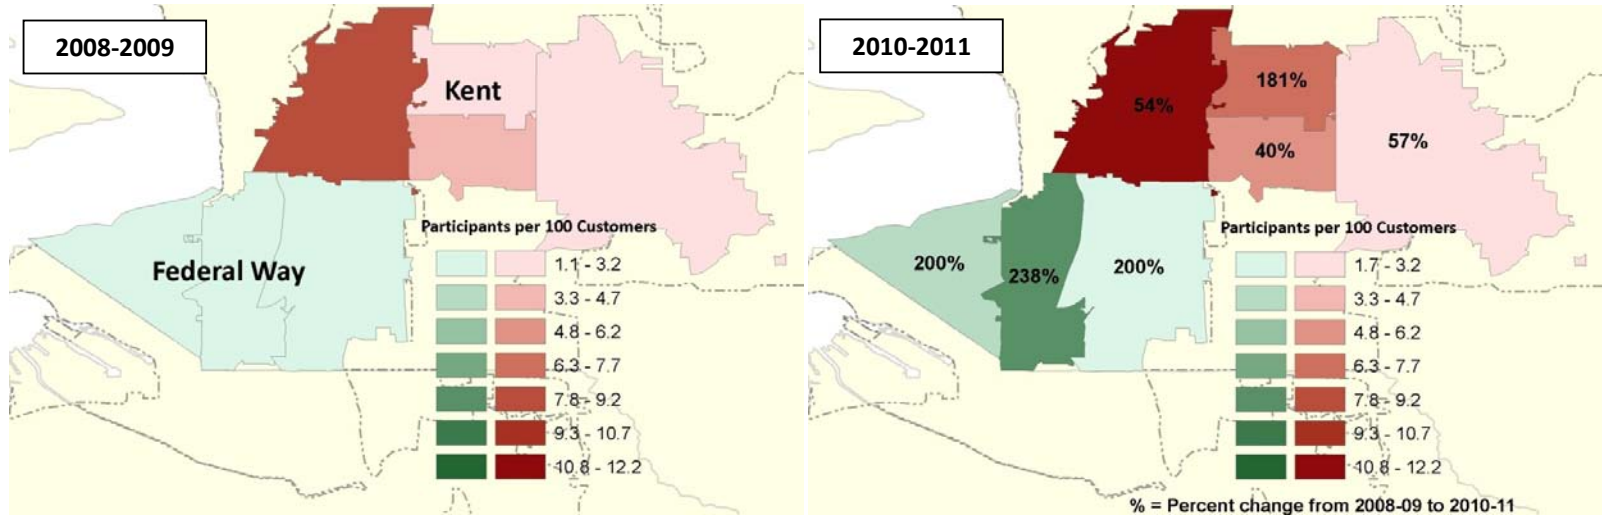 2008-2009
Kent
Federal Way
Participants per 100 Customers
1.1 - 3.2
3.3 - 4.7
4.8 - 6.2
6.3 - 7.7
7.8 - 9.2
9.3 - 10.7
10.8 - 12.2
2010-2011
181%
54%
57%
40%
200%
238%
200%
Participants per 100 Customers
1.7 - 3.2
3.3 - 4.7
4.8 - 6.2
6.3 - 7.7
7.8 - 9.2
9.3 - 10.7
10.8 - 12.2
% = Percent change from 2008-09 to 2010-11